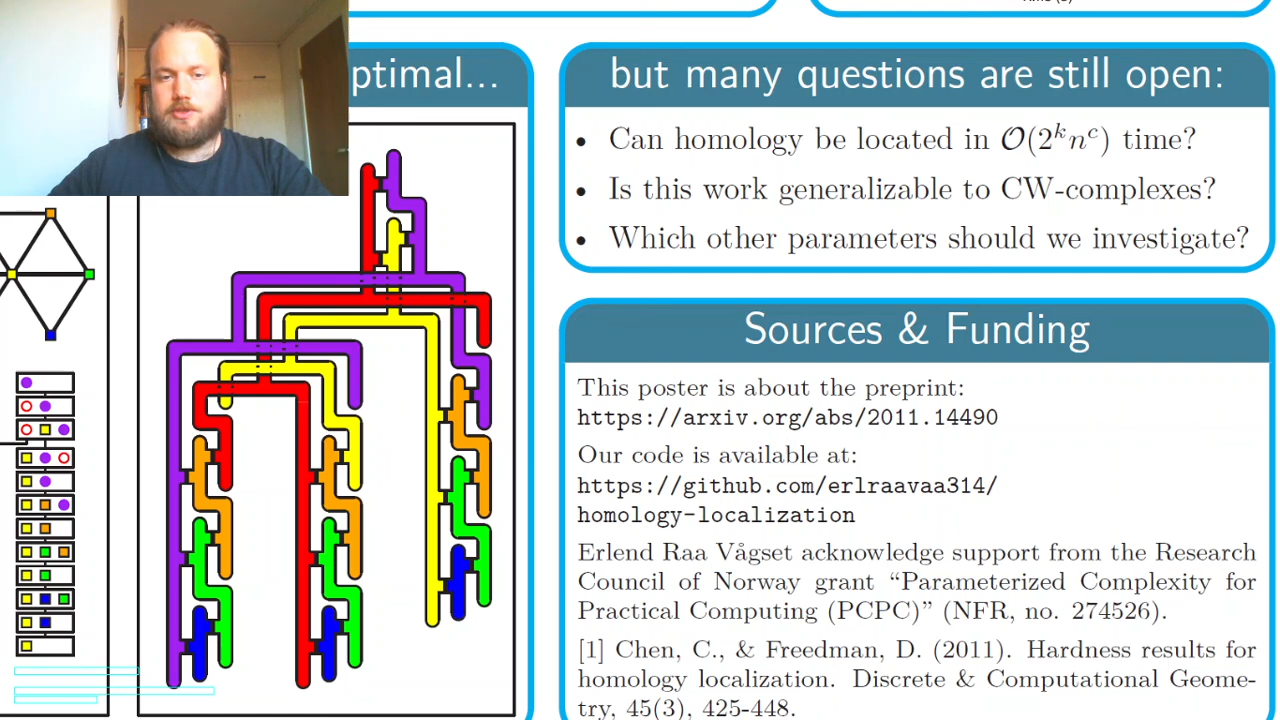 ptimal...
but many questions are still open:
• Can homology be located in 𝒪(2ᵏnᶜ) time?
• Is this work generalizable to CW-complexes?
• Which other parameters should we investigate?
Sources & Funding
This poster is about the preprint:
https://arxiv.org/abs/2011.14490
Our code is available at:
https://github.com/erlraavaa314/
homology-localization
Erlend Raa Vågset acknowledge support from the Research
Council of Norway grant “Parameterized Complexity for
Practical Computing (PCPC)” (NFR, no. 274526).
[1] Chen, C., & Freedman, D. (2011). Hardness results for
homology localization. Discrete & Computational Geome-
try, 45(3), 425-448.